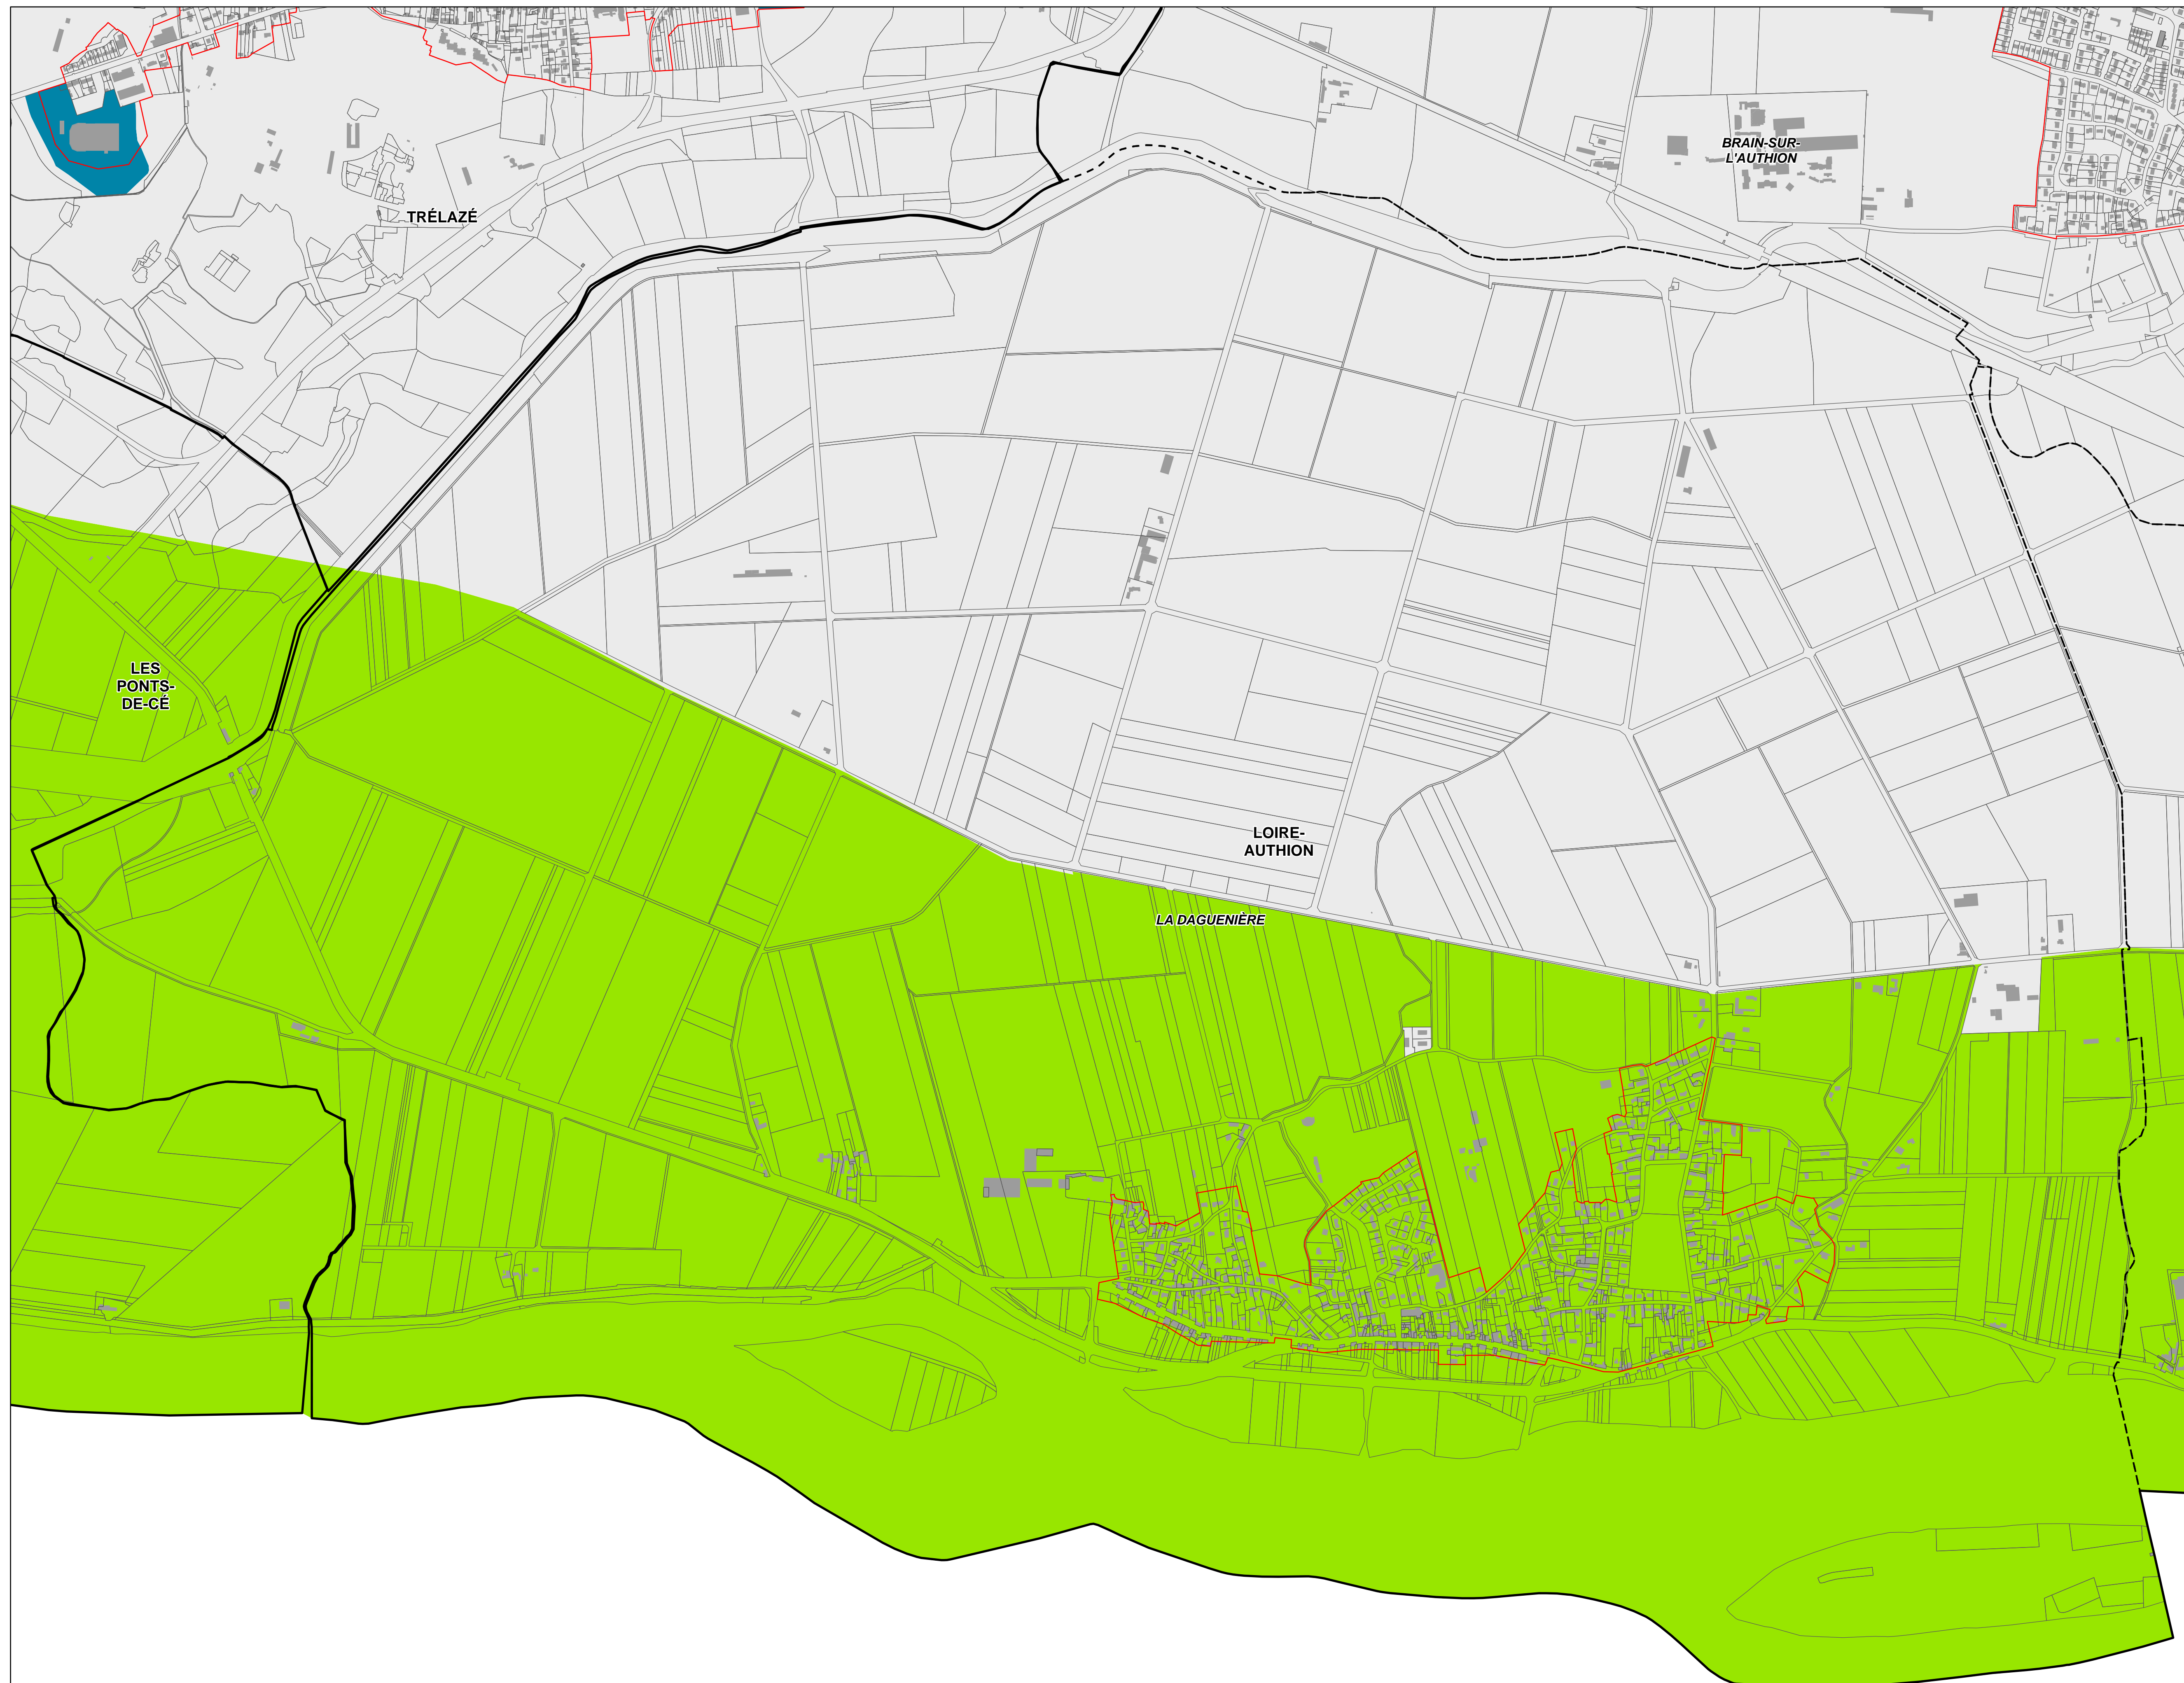 BRAIN-SUR-
L'AUTHION
TRÉLAZÉ
LES
PONTS-
DE-CÉ
LOIRE-
AUTHION
LA DAGUENIÈRE